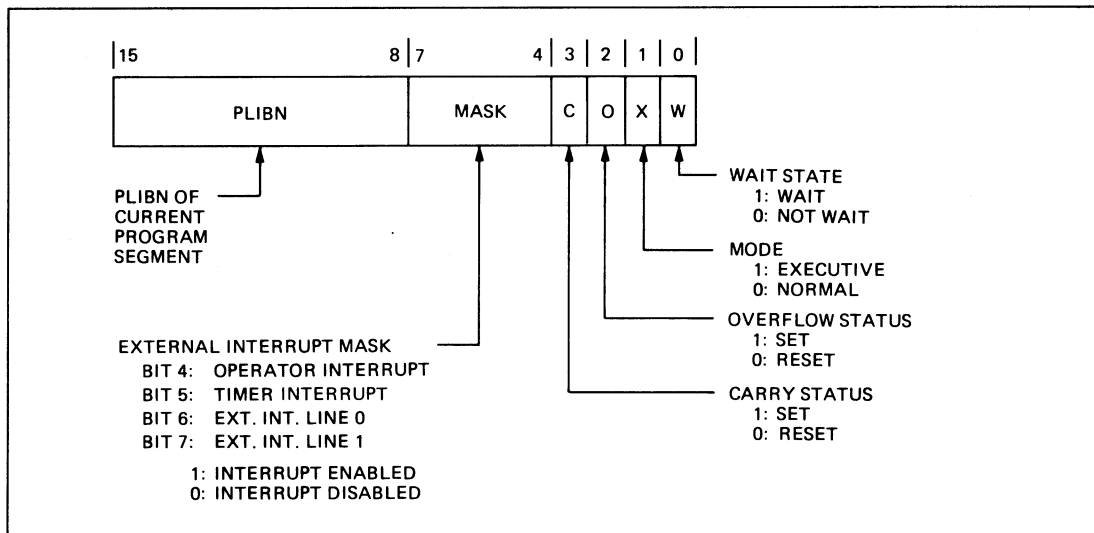 15 8 7 4 3 2 1 0
PLIBN MASK C O X W
PLIBN OF
CURRENT
PROGRAM
SEGMENT
WAIT STATE
1: WAIT
0: NOT WAIT
MODE
1: EXECUTIVE
0: NORMAL
OVERFLOW STATUS
1: SET
0: RESET
CARRY STATUS
1: SET
0: RESET
EXTERNAL INTERRUPT MASK
BIT 4: OPERATOR INTERRUPT
BIT 5: TIMER INTERRUPT
BIT 6: EXT. INT. LINE 0
BIT 7: EXT. INT. LINE 1
1: INTERRUPT ENABLED
0: INTERRUPT DISABLED